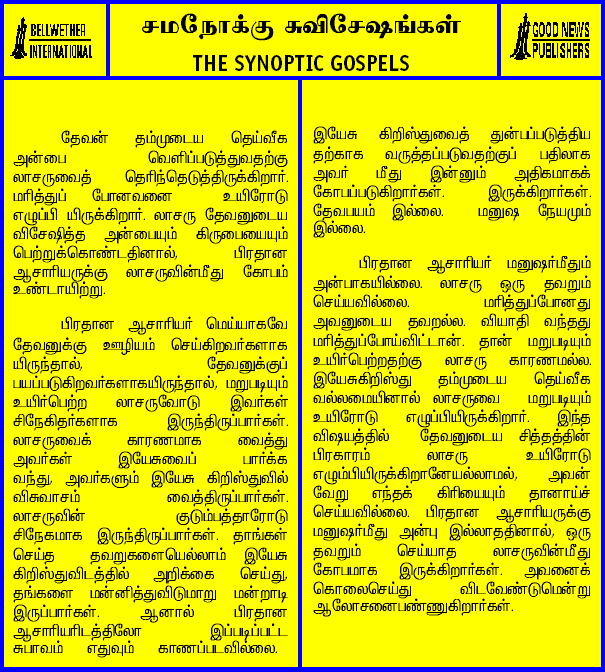 BELLWETHER
INTERNATIONAL
சமநோக்கு சுவிசேஷங்கள்
THE SYNOPTIC GOSPELS
GOOD NEWS
PUBLISHERS
தேவன் தம்முடைய தெய்வீக
அன்பை வெளிப்படுத்துவதற்கு
லாசருவைத் தெரிந்தெடுத்திருக்கிறார்.
மரித்துப் போனவனை உயிரோடு
எழுப்பி யிருக்கிறார். லாசரு தேவனுடைய
விசேஷித்த அன்பையும் கிருபையையும்
பெற்றுக்கொண்டதினால், பிரதான
ஆசாரியருக்கு லாசருவின்மீது கோபம்
உண்டாயிற்று.
பிரதான ஆசாரியர் மெய்யாகவே
தேவனுக்கு ஊழியம் செய்கிறவர்களாக
யிருந்தால், தேவனுக்குப்
பயப்படுகிறவர்களாகயிருந்தால், மறுபடியும்
உயிர்பெற்ற லாசருவோடு இவர்கள்
சிநேகிதர்களாக இருந்திருப்பார்கள்.
லாசருவைக் காரணமாக வைத்து
அவர்கள் இயேசுவைப் பார்க்க
வந்து, அவர்களும் இயேசு கிறிஸ்துவில்
விசுவாசம் வைத்திருப்பார்கள்.
லாசருவின் குடும்பத்தாரோடு
சிநேகமாக இருந்திருப்பார்கள். தாங்கள்
செய்த தவறுகளையெல்லாம் இயேசு
கிறிஸ்துவிடத்தில் அறிக்கை செய்து,
தங்களை மன்னித்துவிடுமாறு மன்றாடி
இருப்பார்கள். ஆனால் பிரதான
ஆசாரியரிடத்திலோ இப்படிப்பட்ட
சுபாவம் எதுவும் காணப்படவில்லை.
இயேசு கிறிஸ்துவைத் துன்பப்படுத்திய
தற்காக வருத்தப்படுவதற்குப் பதிலாக
அவர் மீது இன்னும் அதிகமாகக்
கோபப்படுகிறார்கள். இருக்கிறார்கள்.
தேவபயம் இல்லை. மனுஷ நேயமும்
இல்லை.
பிரதான ஆசாரியர் மனுஷர்மீதும்
அன்பாகயில்லை. லாசரு ஒரு தவறும்
செய்யவில்லை. மரித்துப்போனது
அவனுடைய தவறல்ல. வியாதி வந்தது
மரித்துப்போய்விட்டான். தான் மறுபடியும்
உயிர்பெற்றதற்கு லாசரு காரணமல்ல.
இயேசுகிறிஸ்து தம்முடைய தெய்வீக
வல்லமையினால் லாசருவை மறுபடியும்
உயிரோடு எழுப்பியிருக்கிறார். இந்த
விஷயத்தில் தேவனுடைய சித்தத்தின்
பிரகாரம் லாசரு உயிரோடு
எழும்பியிருக்கிறானேயல்லாமல், அவன்
வேறு எந்தக் கிரியையும் தானாய்ச்
செய்யவில்லை. பிரதான ஆசாரியருக்கு
மனுஷர்மீது அன்பு இல்லாததினால், ஒரு
தவறும் செய்யாத லாசருவின்மீது
கோபமாக இருக்கிறார்கள். அவனைக்
கொலைசெய்து விடவேண்டுமென்று
ஆலோசனைபண்ணுகிறார்கள்.